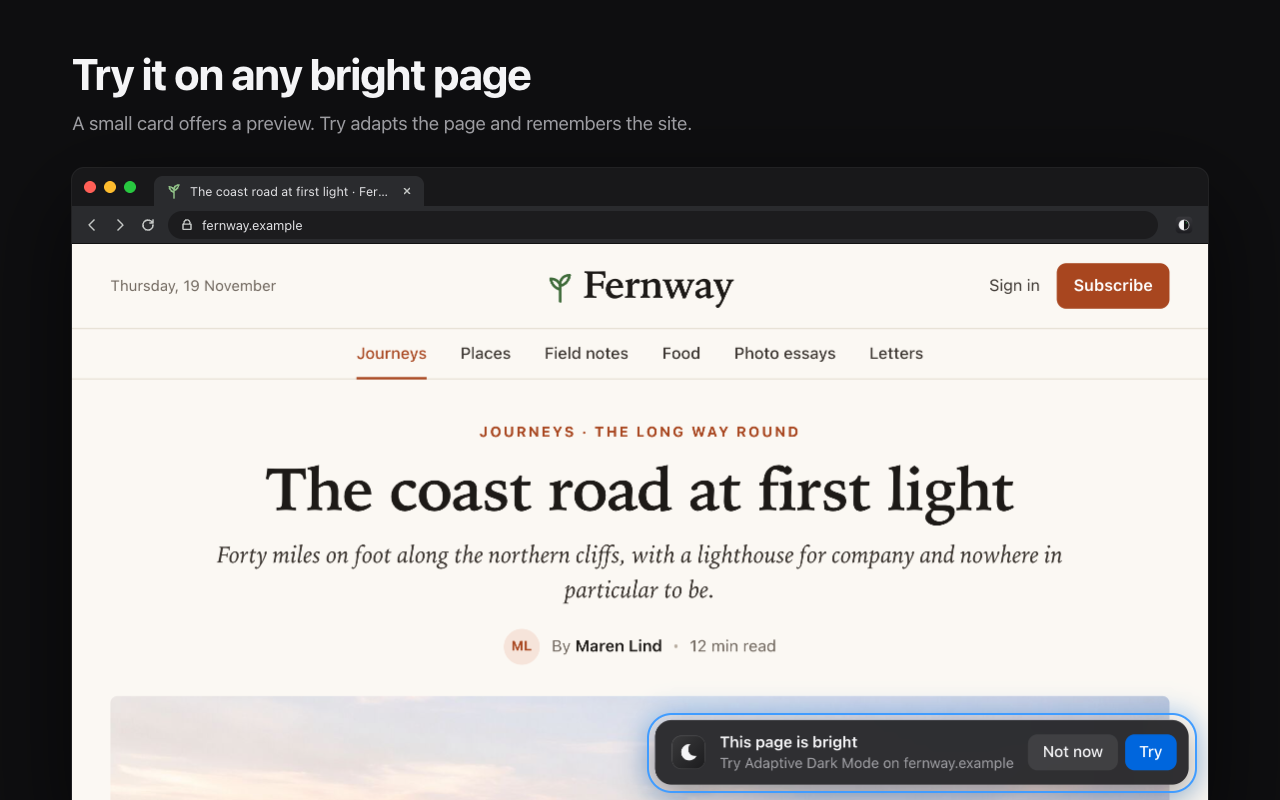 Try it on any bright page
A small card offers a preview. Try adapts the page and remembers the site.
The coast road at first light · Fer...
fernway.example
Thursday, 19 November
Fernway
Sign in
Subscribe
Journeys
Places
Field notes
Food
Photo essays
Letters
JOURNEYS · THE LONG WAY ROUND
The coast road at first light
Forty miles on foot along the northern cliffs, with a lighthouse for company and nowhere in
particular to be.
ML
By Maren Lind • 12 min read
This page is bright
Try Adaptive Dark Mode on fernway.example
Not now
Try